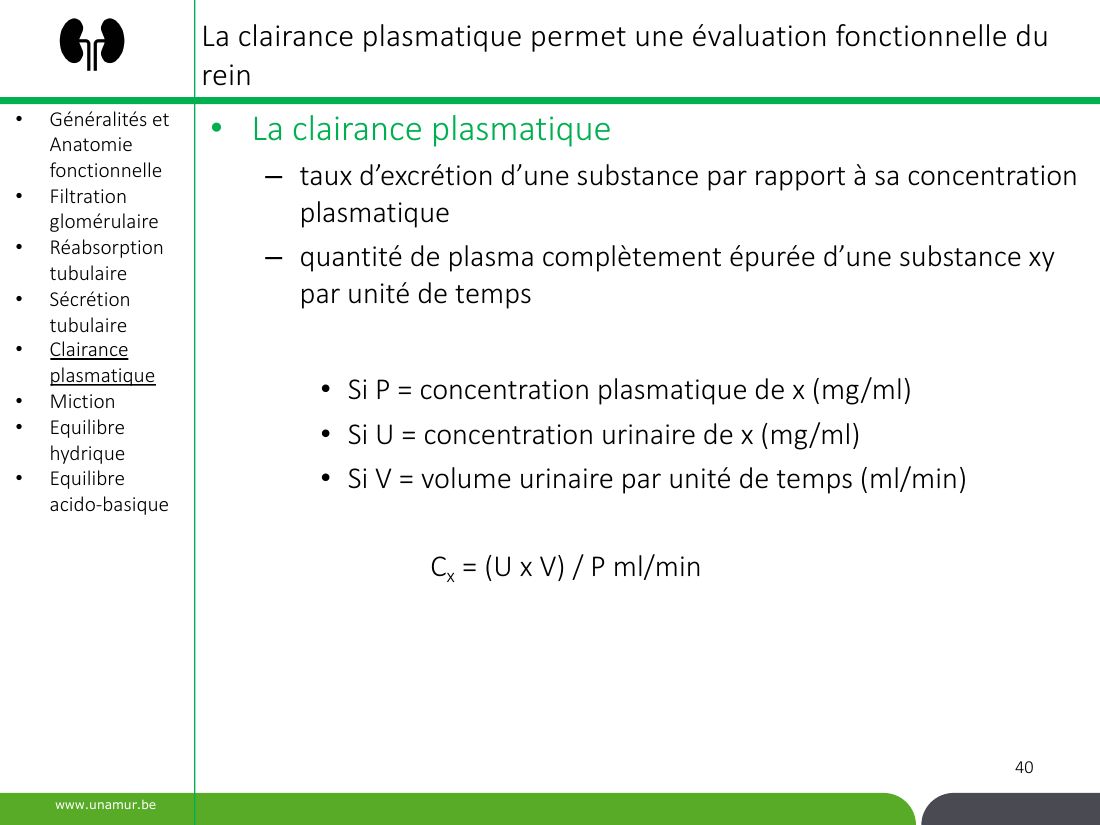 La clairance plasmatique permet une évaluation fonctionnelle du
rein
• Généralités et
Anatomie
fonctionnelle
• Filtration
glomérulaire
• Réabsorption
tubulaire
• Sécrétion
tubulaire
• Clairance
plasmatique
• Miction
• Equilibre
hydrique
• Equilibre
acido-basique
• La clairance plasmatique
– taux d’excrétion d’une substance par rapport à sa concentration
plasmatique
– quantité de plasma complètement épurée d’une substance xy
par unité de temps
• Si P = concentration plasmatique de x (mg/ml)
• Si U = concentration urinaire de x (mg/ml)
• Si V = volume urinaire par unité de temps (ml/min)
Cx = (U x V) / P ml/min
40
www.unamur.be